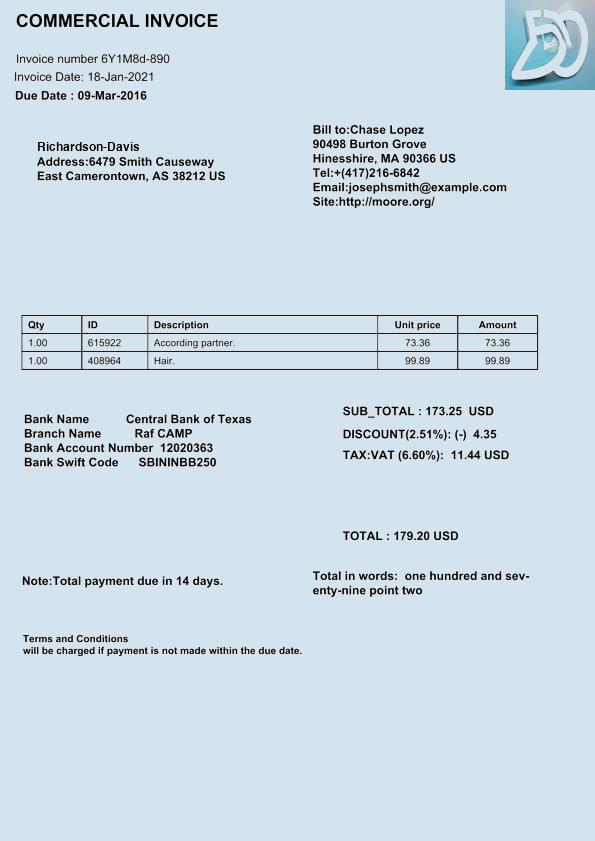 COMMERCIAL INVOICE
Invoice number 6Y1M8d-890
Invoice Date: 18-Jan-2021
Due Date : 09-Mar-2016
Richardson-Davis
Address:6479 Smith Causeway
East Camerontown, AS 38212 US
Bill to:Chase Lopez
90498 Burton Grove
Hinesshire, MA 90366 US
Tel:+(417)216-6842
Email:josephsmith@example.com
Site:http://moore.org/
Qty ID Description Unit price Amount
1.00 615922 According partner. 73.36 73.36
1.00 408964 Hair. 99.89 99.89
Bank Name Central Bank of Texas
Branch Name Raf CAMP
Bank Account Number 12020363
Bank Swift Code SBININBB250
SUB_TOTAL : 173.25 USD
DISCOUNT(2.51%): (-) 4.35
TAX:VAT (6.60%): 11.44 USD
TOTAL : 179.20 USD
Note:Total payment due in 14 days.
Total in words: one hundred and sev-
enty-nine point two
Terms and Conditions
will be charged if payment is not made within the due date.